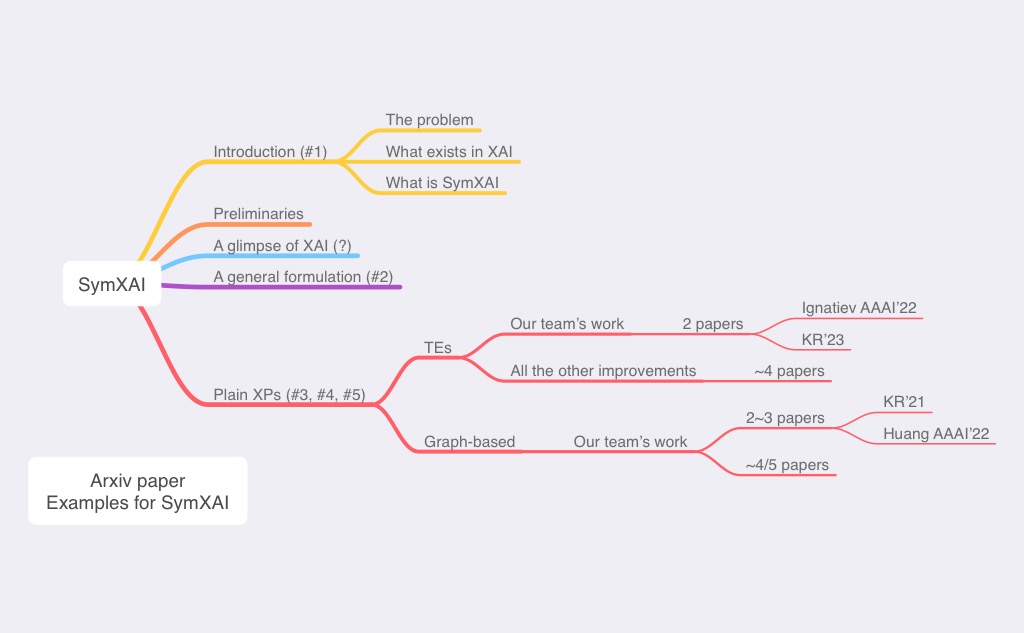 The problem
Introduction (#1)
What exists in XAI
What is SymXAI
Preliminaries
A glimpse of XAI (?)
A general formulation (#2)
SymXAI
Ignatiev AAAI’22
Our team’s work
2 papers
KR’23
TEs
All the other improvements
~4 papers
Plain XPs (#3, #4, #5)
KR’21
2~3 papers
Huang AAAI’22
Graph-based
Our team’s work
~4/5 papers
Arxiv paper
Examples for SymXAI